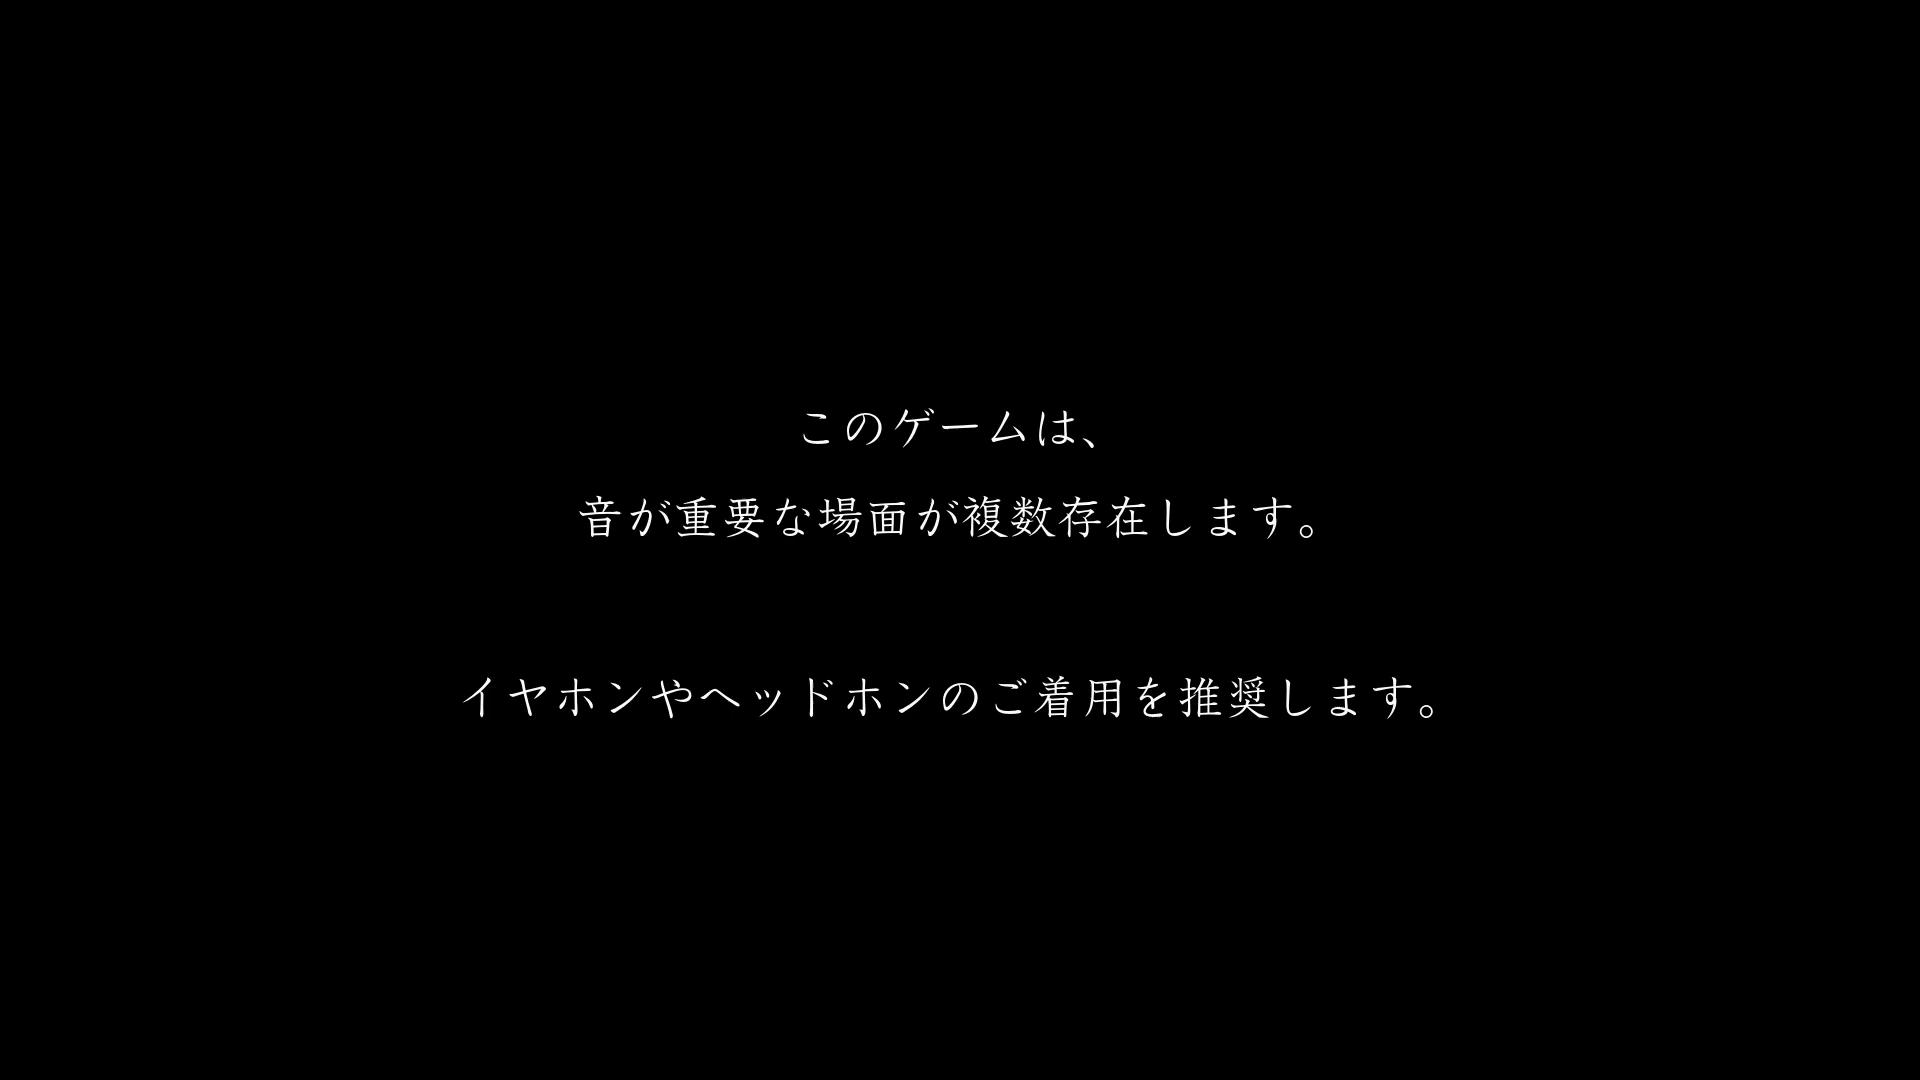 このゲームは、
音が重要な場面が複数存在します。
イヤホンやヘッドホンのご着用を推奨します。